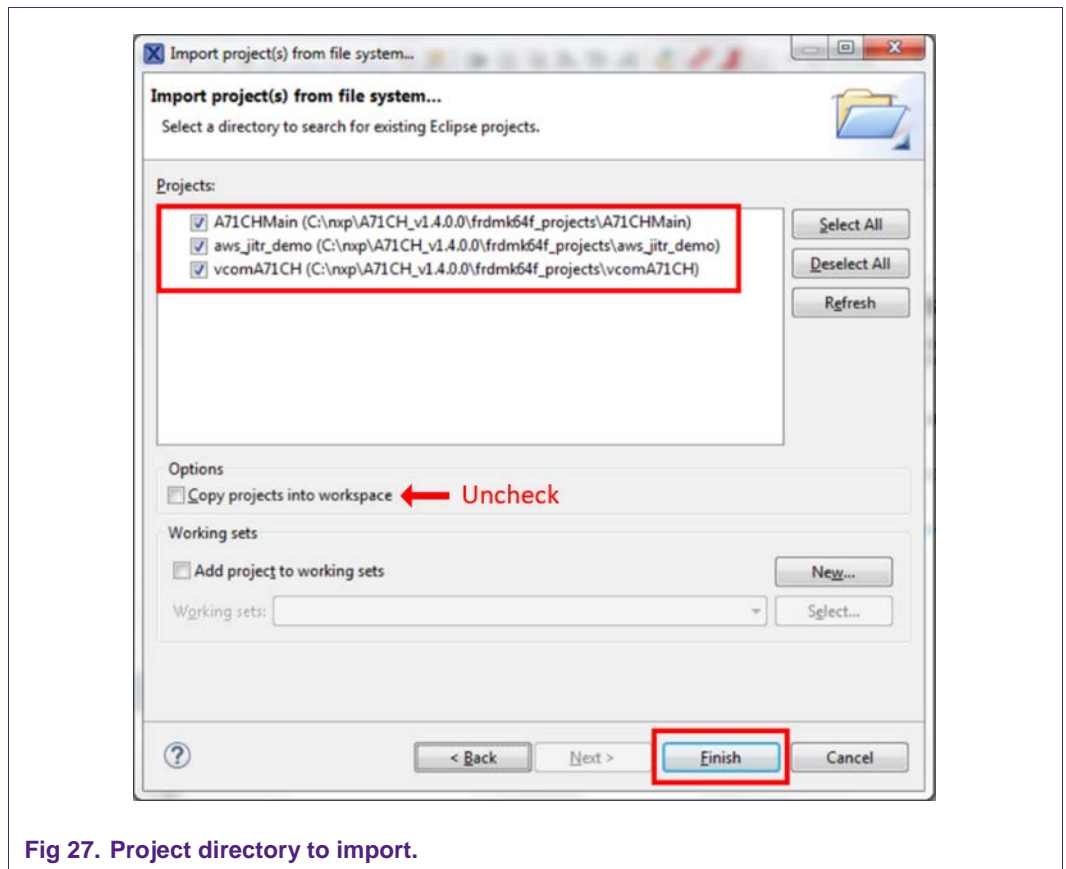 Import project(s) from file system...
Import project(s) from file system...
Select a directory to search for existing Eclipse projects.
Projects:
A71CHMain (C:\nxp\A71CH_v1.4.0.0\frdmk64f_projects\A71CHMain)
Select All
aws_jitr_demo (C:\nxp\A71CH_v1.4.0.0\frdmk64f_projects\aws_jitr_demo)
vcomA71CH (C:\nxp\A71CH_v1.4.0.0\frdmk64f_projects\vcomA71CH)
Deselect All
Refresh
Options
Copy projects into workspace Uncheck
Working sets
Add project to working sets
New...
Working sets:
Select...
< Back
Next >
Finish
Cancel
Fig 27. Project directory to import.